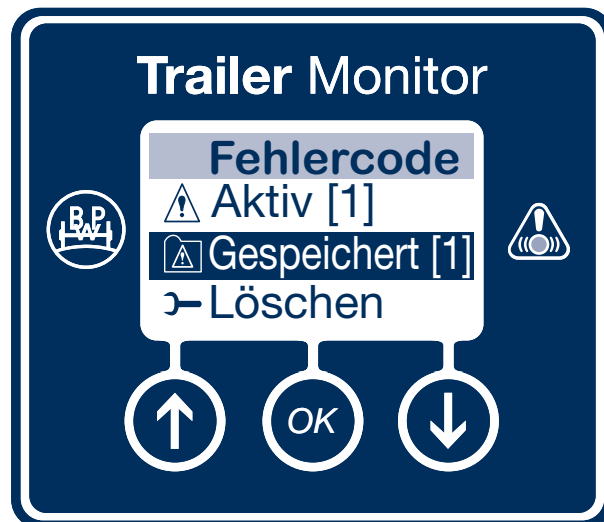 Trailer Monitor
Fehlercode
Aktiv [1]
Gespeichert [1]
Löschen
BPW
OK